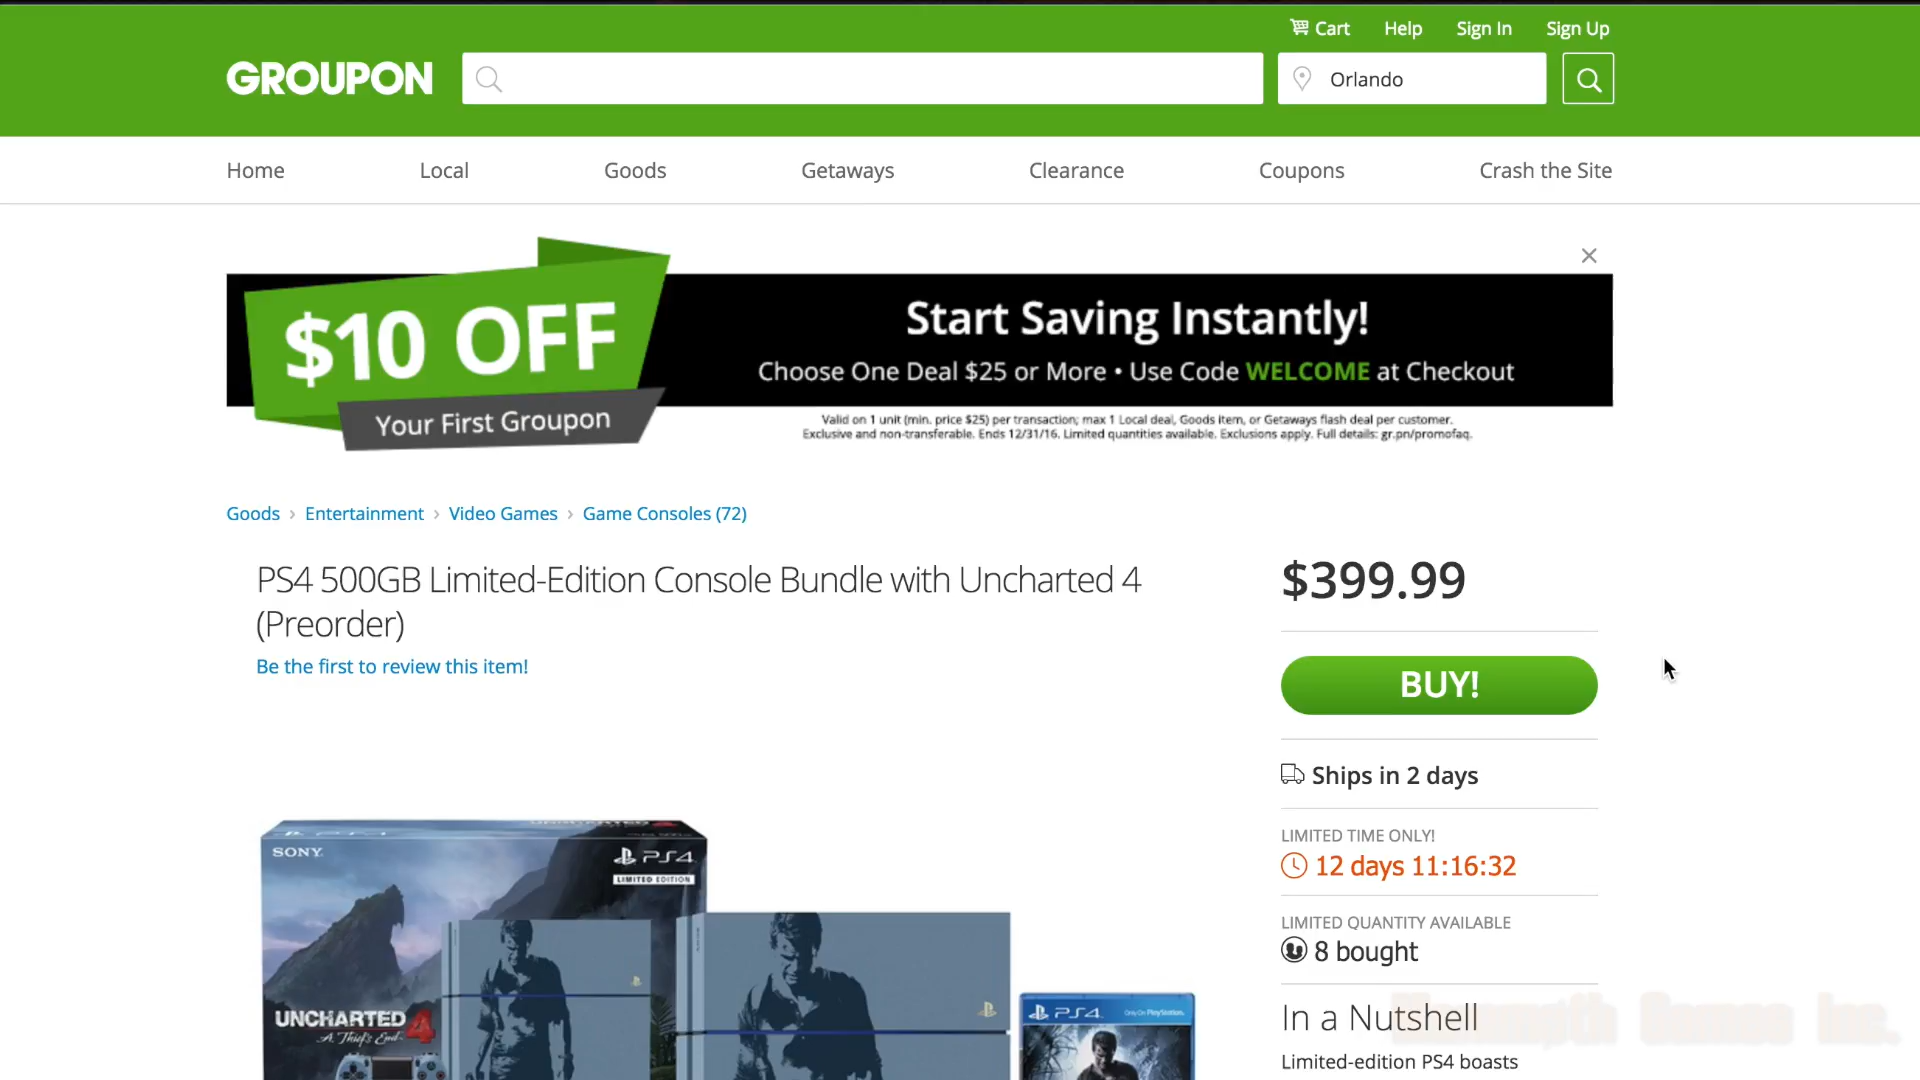 Cart Help Sign In Sign Up
GROUPON
Orlando
Home Local Goods Getaways Clearance Coupons Crash the Site
$10 OFF
Your First Groupon
Start Saving Instantly!
Choose One Deal $25 or More • Use Code WELCOME at Checkout
Valid on 1 unit (min. price $25) per transaction; max 1 Local deal, Goods item, or Getaways flash deal per customer.
Exclusive and non-transferable. Ends 12/31/16. Limited quantities available. Exclusions apply. Full details: gr.pn/promofaq.
Goods › Entertainment › Video Games › Game Consoles (72)
PS4 500GB Limited-Edition Console Bundle with Uncharted 4
(Preorder)
Be the first to review this item!
$399.99
BUY!
Ships in 2 days
LIMITED TIME ONLY!
12 days 11:16:32
LIMITED QUANTITY AVAILABLE
8 bought
In a Nutshell
Limited-edition PS4 boasts
SONY
PS4
LIMITED EDITION
UNCHARTED 4
A Thief's End
PS4
Only On PlayStation.